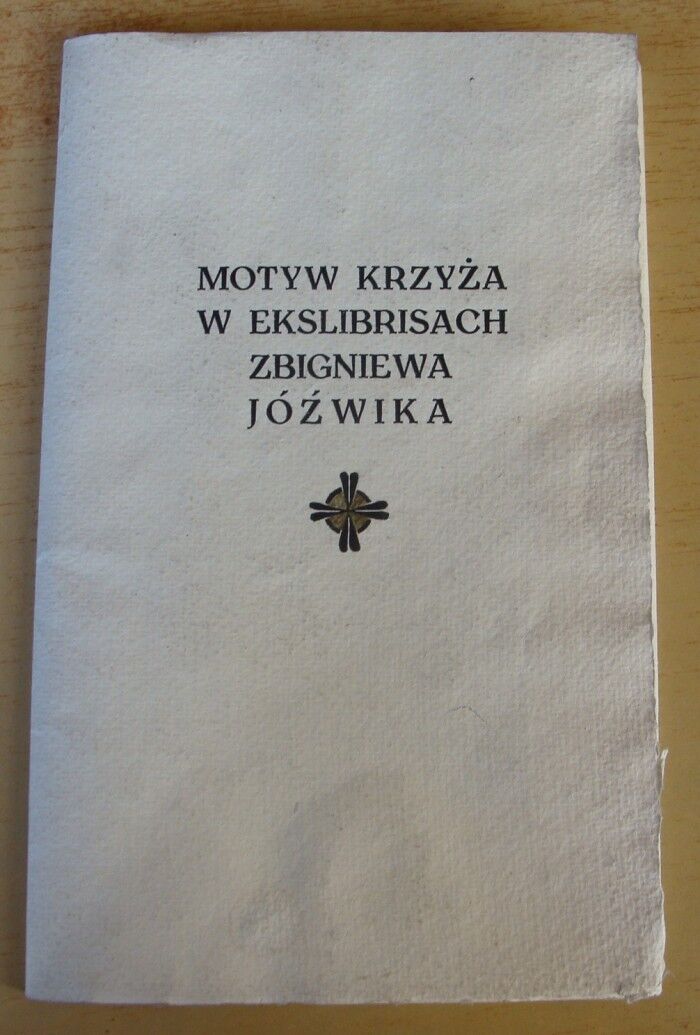 MOTYW KRZYŻA
W EKSLIBRISACH
ZBIGNIEWA
JÓŹWIKA